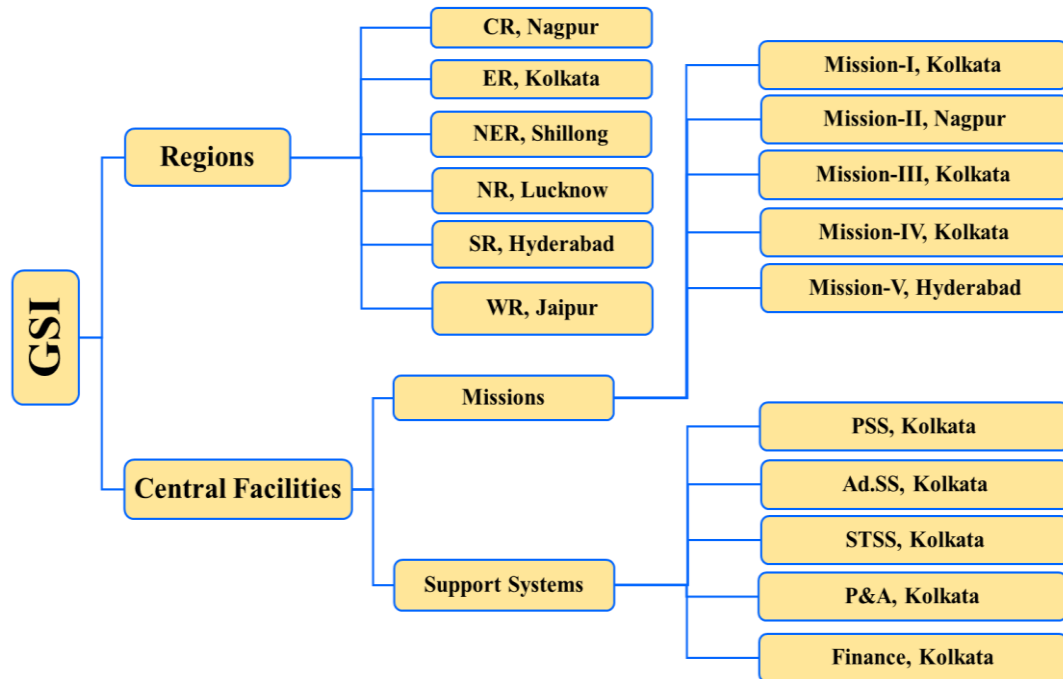 GSI
Regions
CR, Nagpur
ER, Kolkata
NER, Shillong
NR, Lucknow
SR, Hyderabad
WR, Jaipur
Central Facilities
Missions
Mission-I, Kolkata
Mission-II, Nagpur
Mission-III, Kolkata
Mission-IV, Kolkata
Mission-V, Hyderabad
Support Systems
PSS, Kolkata
Ad.SS, Kolkata
STSS, Kolkata
P&A, Kolkata
Finance, Kolkata